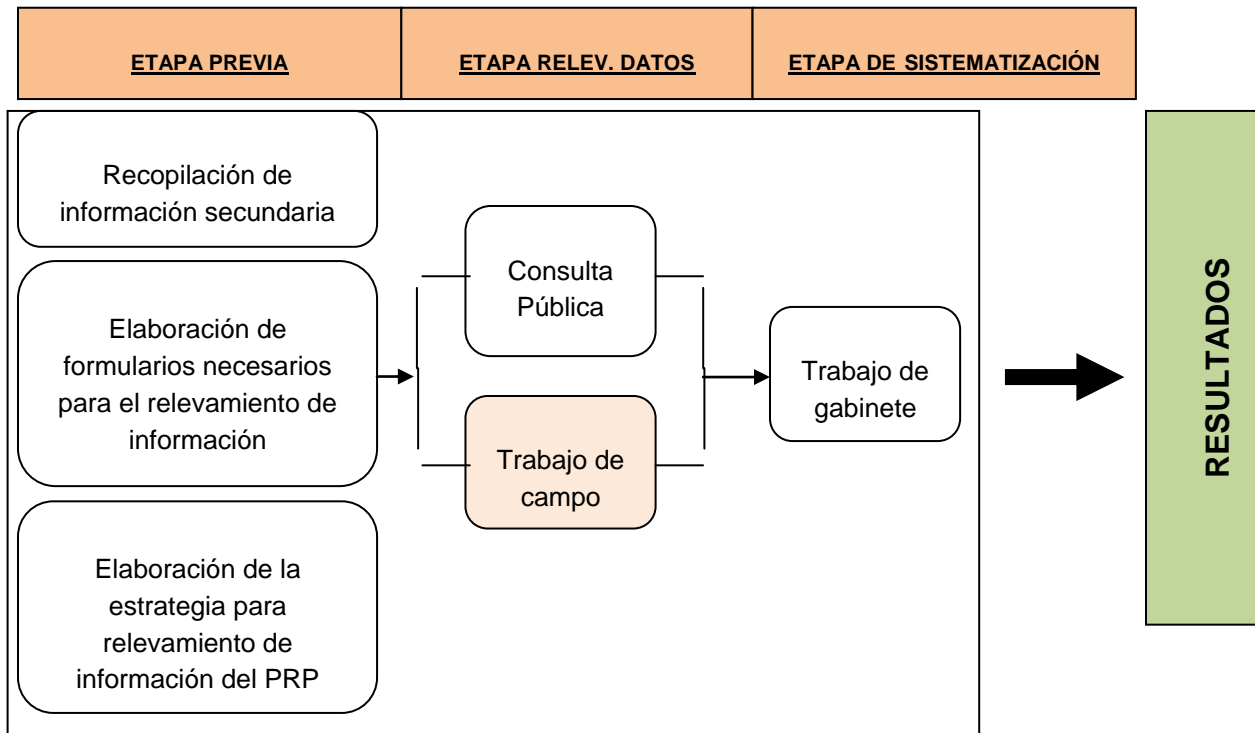 ETAPA PREVIA
ETAPA RELEV. DATOS
ETAPA DE SISTEMATIZACIÓN
Recopilación de
información secundaria
Elaboración de
formularios necesarios
para el relevamiento de
información
Elaboración de la
estrategia para
relevamiento de
información del PRP
Consulta
Pública
Trabajo de
campo
Trabajo de
gabinete
RESULTADOS